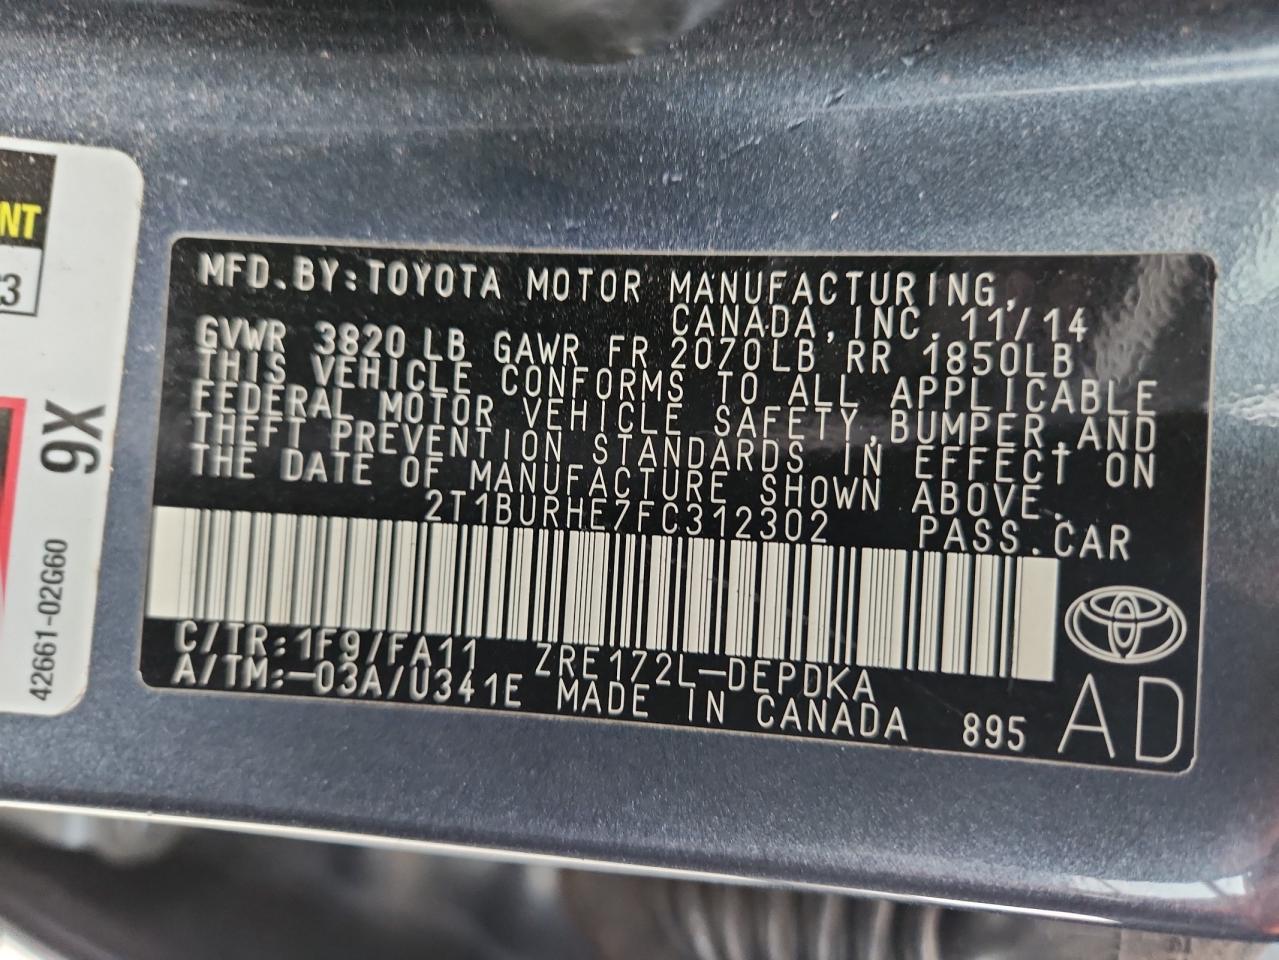 MFD.BY:TOYOTA MOTOR MANUFACTURING,
CANADA, INC. 11/14
GVWR 3820 LB GAWR FR 2070LB RR 1850LB
THIS VEHICLE CONFORMS TO ALL APPLICABLE
FEDERAL MOTOR VEHICLE SAFETY,BUMPER,AND
THEFT PREVENTION STANDARDS IN EFFECT ON
THE DATE OF MANUFACTURE SHOWN ABOVE.
2T1BURHE7FC312302 PASS.CAR
C/TR:1F9/FA11 ZRE172L-DEPDKA
A/TM:-03A/U341E MADE IN CANADA 895 AD
NT
3
9X
42661-02G60